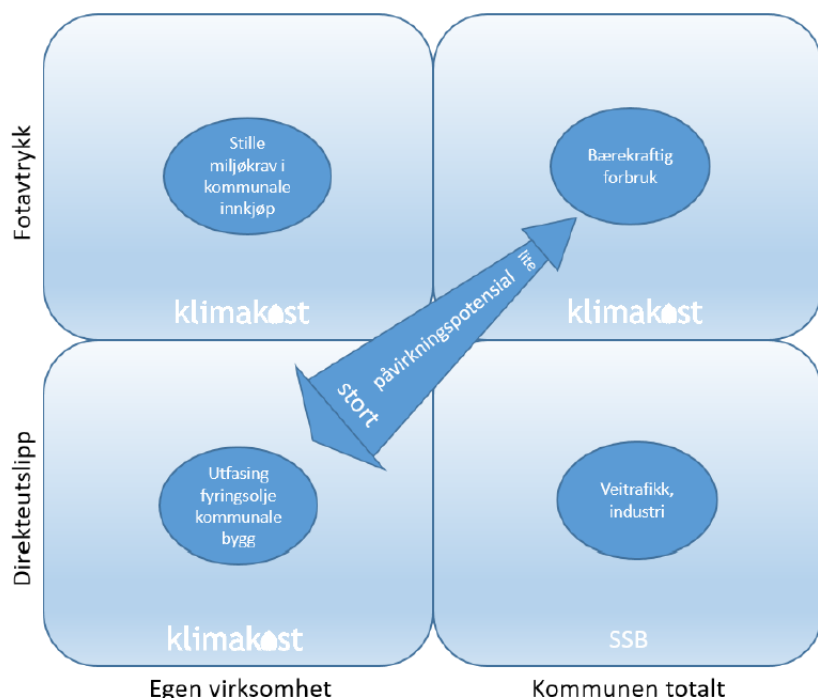 Fotavtrykk
Stille
miljøkrav i
kommunale
innkjøp
klimakost
Bærekraftig
forbruk
klimakost
stort påvirkningspotensial lite
Direkteutslipp
Utfasing
fyringsolje
kommunale
bygg
klimakost
Veitrafikk,
industri
SSB
Egen virksomhet
Kommunen totalt